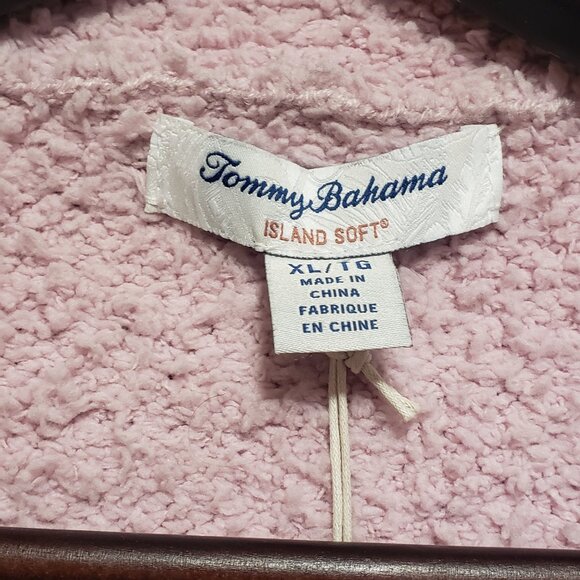 Tommy Bahama
ISLAND SOFT®
XL/TG
MADE IN
CHINA
FABRIQUE
EN CHINE